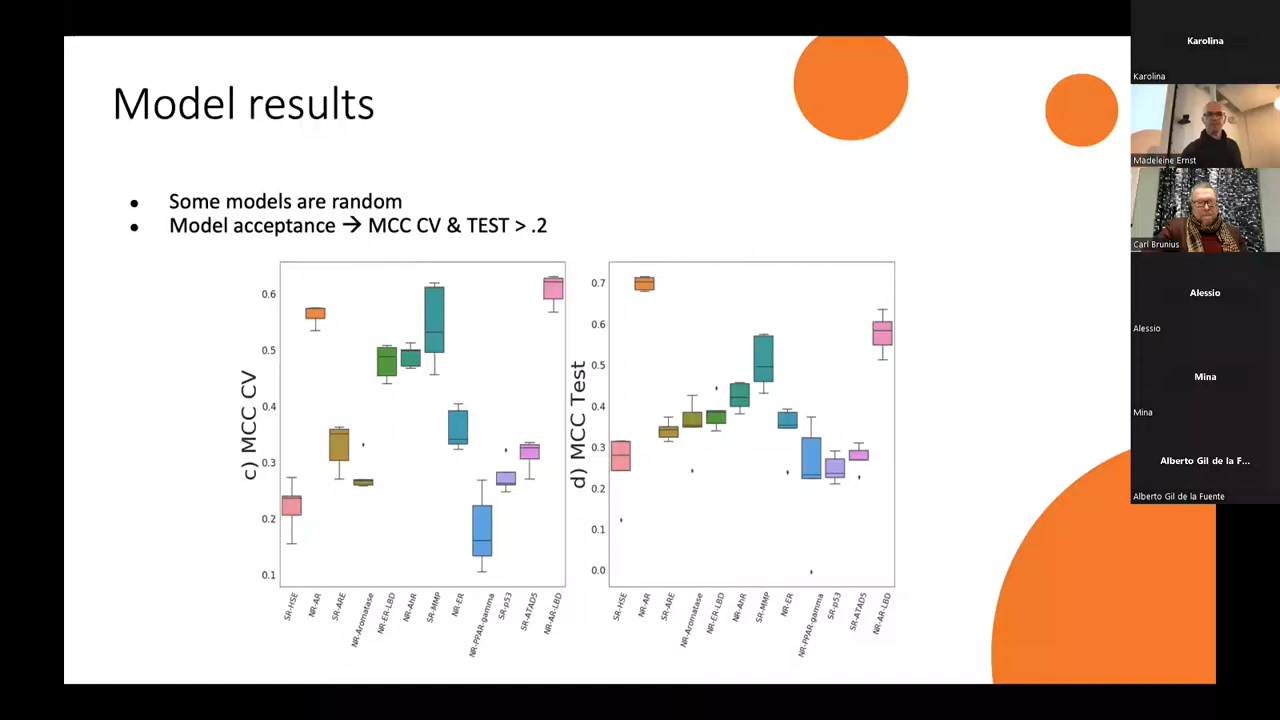 Model results
Some models are random
Model acceptance → MCC CV & TEST > .2
c) MCC CV
0.6
0.5
0.4
0.3
0.2
0.1
SR-HSE
NR-AR
SR-ARE
NR-Aromatase
NR-ER-LBD
NR-AhR
SR-MMP
NR-ER
NR-PPAR-gamma
SR-p53
SR-ATAD5
NR-AR-LBD
d) MCC Test
0.7
0.6
0.5
0.4
0.3
0.2
0.1
0.0
SR-HSE
NR-AR
SR-ARE
NR-Aromatase
NR-ER-LBD
NR-AhR
SR-MMP
NR-ER
NR-PPAR-gamma
SR-p53
SR-ATAD5
NR-AR-LBD
Karolina
Karolina
Madeleine Ernst
Carl Brunius
Alessio
Alessio
Mina
Mina
Alberto Gil de la F...
Alberto Gil de la Fuente